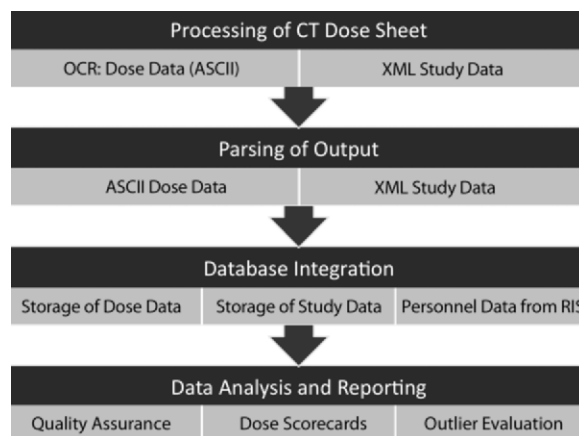 Processing of CT Dose Sheet
OCR: Dose Data (ASCII) XML Study Data
Parsing of Output
ASCII Dose Data XML Study Data
Database Integration
Storage of Dose Data Storage of Study Data Personnel Data from RIS
Data Analysis and Reporting
Quality Assurance Dose Scorecards Outlier Evaluation